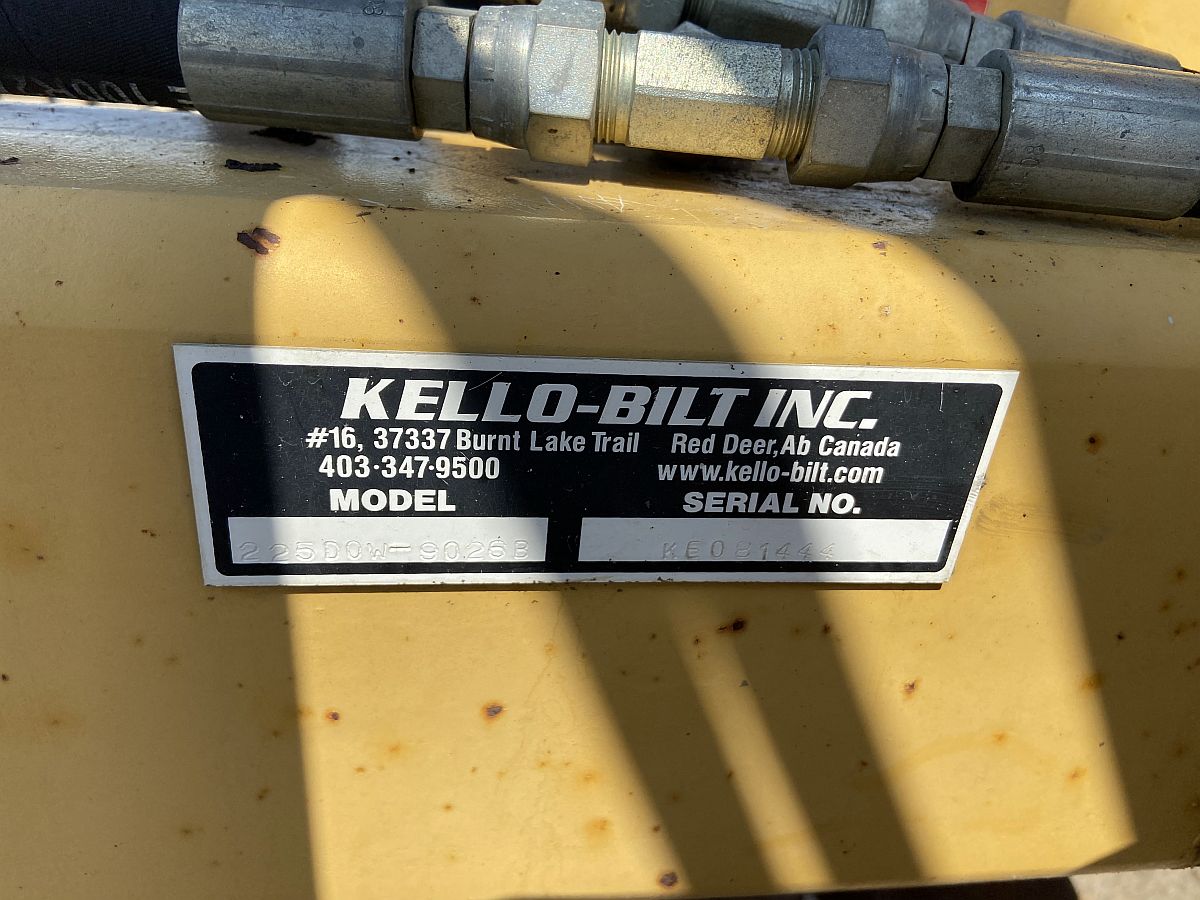 100R
KELLO-BILT INC.
#16, 37337 Burnt Lake Trail Red Deer, Ab Canada
403·347·9500 www.kello-bilt.com
MODEL SERIAL NO.
225DOW-9026B KE081444